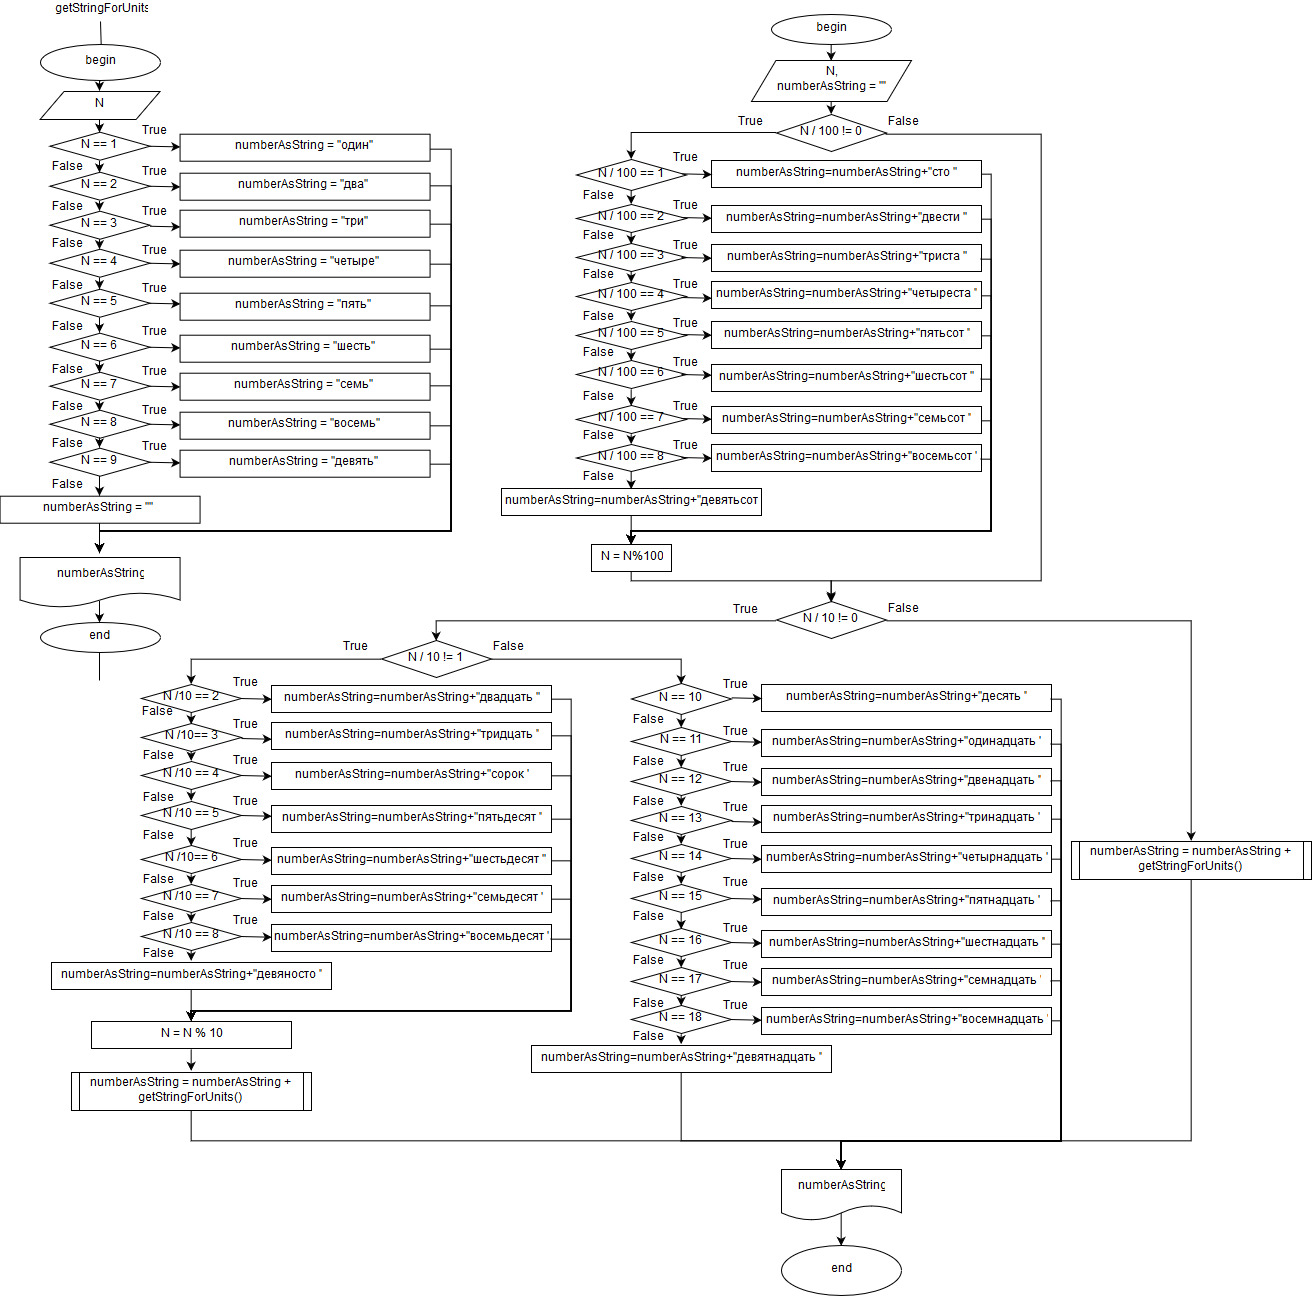 getStringForUnits
begin
N
N == 1
True
numberAsString = "один"
False
N == 2
True
numberAsString = "два"
False
N == 3
True
numberAsString = "три"
False
N == 4
True
numberAsString = "четыре"
False
N == 5
True
numberAsString = "пять"
False
N == 6
True
numberAsString = "шесть"
False
N == 7
True
numberAsString = "семь"
False
N == 8
True
numberAsString = "восемь"
False
N == 9
True
numberAsString = "девять"
False
numberAsString = ""
numberAsString
end
begin
N,
numberAsString = ""
N / 100 != 0
True
False
N / 100 == 1
True
numberAsString=numberAsString+"сто "
False
N / 100 == 2
True
numberAsString=numberAsString+"двести "
False
N / 100 == 3
True
numberAsString=numberAsString+"триста "
False
N / 100 == 4
True
numberAsString=numberAsString+"четыреста "
False
N / 100 == 5
True
numberAsString=numberAsString+"пятьсот "
False
N / 100 == 6
True
numberAsString=numberAsString+"шестьсот "
False
N / 100 == 7
True
numberAsString=numberAsString+"семьсот "
False
N / 100 == 8
True
numberAsString=numberAsString+"восемьсот '
False
numberAsString=numberAsString+"девятьсот
N = N%100
N / 10 != 0
True
False
N / 10 != 1
True
False
N /10 == 2
True
numberAsString=numberAsString+"двадцать "
False
N /10== 3
True
numberAsString=numberAsString+"тридцать "
False
N /10 == 4
True
numberAsString=numberAsString+"сорок '
False
N /10 == 5
True
numberAsString=numberAsString+"пятьдесят "
False
N /10== 6
True
numberAsString=numberAsString+"шестьдесят "
False
N /10 == 7
True
numberAsString=numberAsString+"семьдесят '
False
N /10 == 8
True
numberAsString=numberAsString+"восемьдесят '
False
numberAsString=numberAsString+"девяносто "
N = N % 10
numberAsString = numberAsString +
getStringForUnits()
N == 10
True
numberAsString=numberAsString+"десять "
False
N == 11
True
numberAsString=numberAsString+"одинадцать '
False
N == 12
True
numberAsString=numberAsString+"двенадцать "
False
N == 13
True
numberAsString=numberAsString+"тринадцать '
False
N == 14
True
numberAsString=numberAsString+"четырнадцать '
False
N == 15
True
numberAsString=numberAsString+"пятнадцать '
False
N == 16
True
numberAsString=numberAsString+"шестнадцать "
False
N == 17
True
numberAsString=numberAsString+"семнадцать '
False
N == 18
True
numberAsString=numberAsString+"восемнадцать '
False
numberAsString=numberAsString+"девятнадцать "
numberAsString = numberAsString +
getStringForUnits()
numberAsString
end